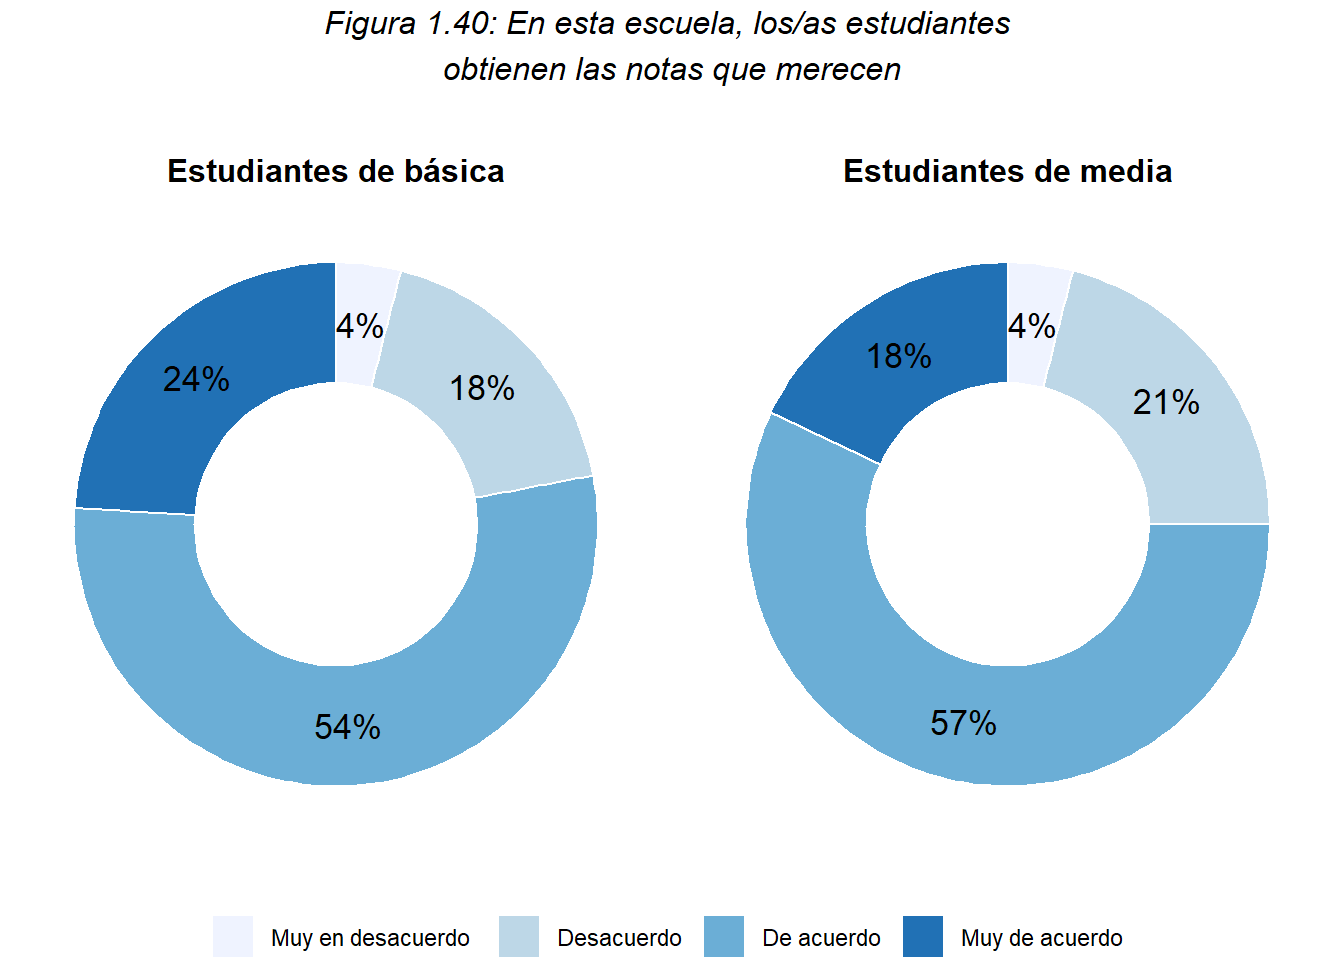 Figura 1.40: En esta escuela, los/as estudiantes
obtienen las notas que merecen
Estudiantes de básica
4%
18%
54%
24%
Estudiantes de media
4%
21%
57%
18%
Muy en desacuerdo
Desacuerdo
De acuerdo
Muy de acuerdo